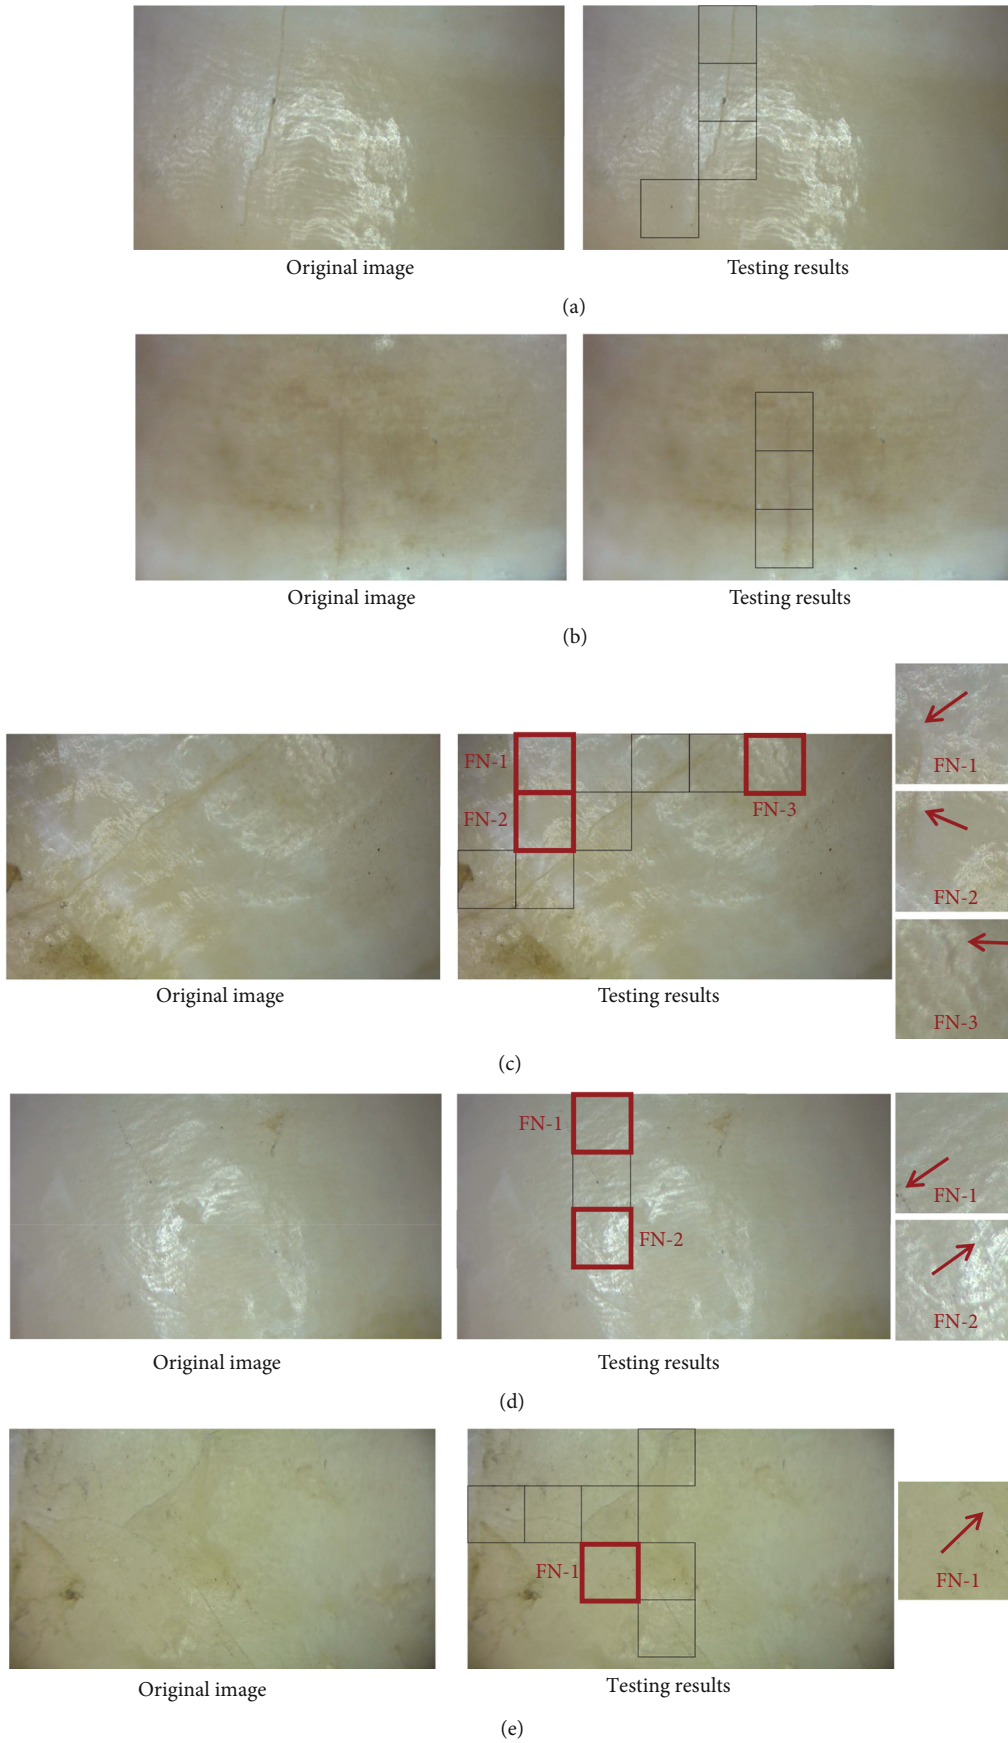 Original image
Testing results
(a)
Original image
Testing results
(b)
FN-1
FN-2
FN-3
FN-1
FN-2
FN-3
Original image
Testing results
(c)
FN-1
FN-2
FN-1
FN-2
Original image
Testing results
(d)
FN-1
FN-1
Original image
Testing results
(e)